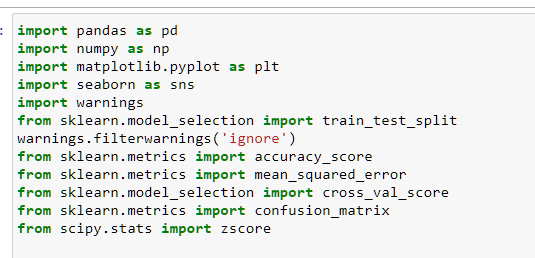 :
import pandas as pd
import numpy as np
import matplotlib.pyplot as plt
import seaborn as sns
import warnings
from sklearn.model_selection import train_test_split
warnings.filterwarnings('ignore')
from sklearn.metrics import accuracy_score
from sklearn.metrics import mean_squared_error
from sklearn.model_selection import cross_val_score
from sklearn.metrics import confusion_matrix
from scipy.stats import zscore